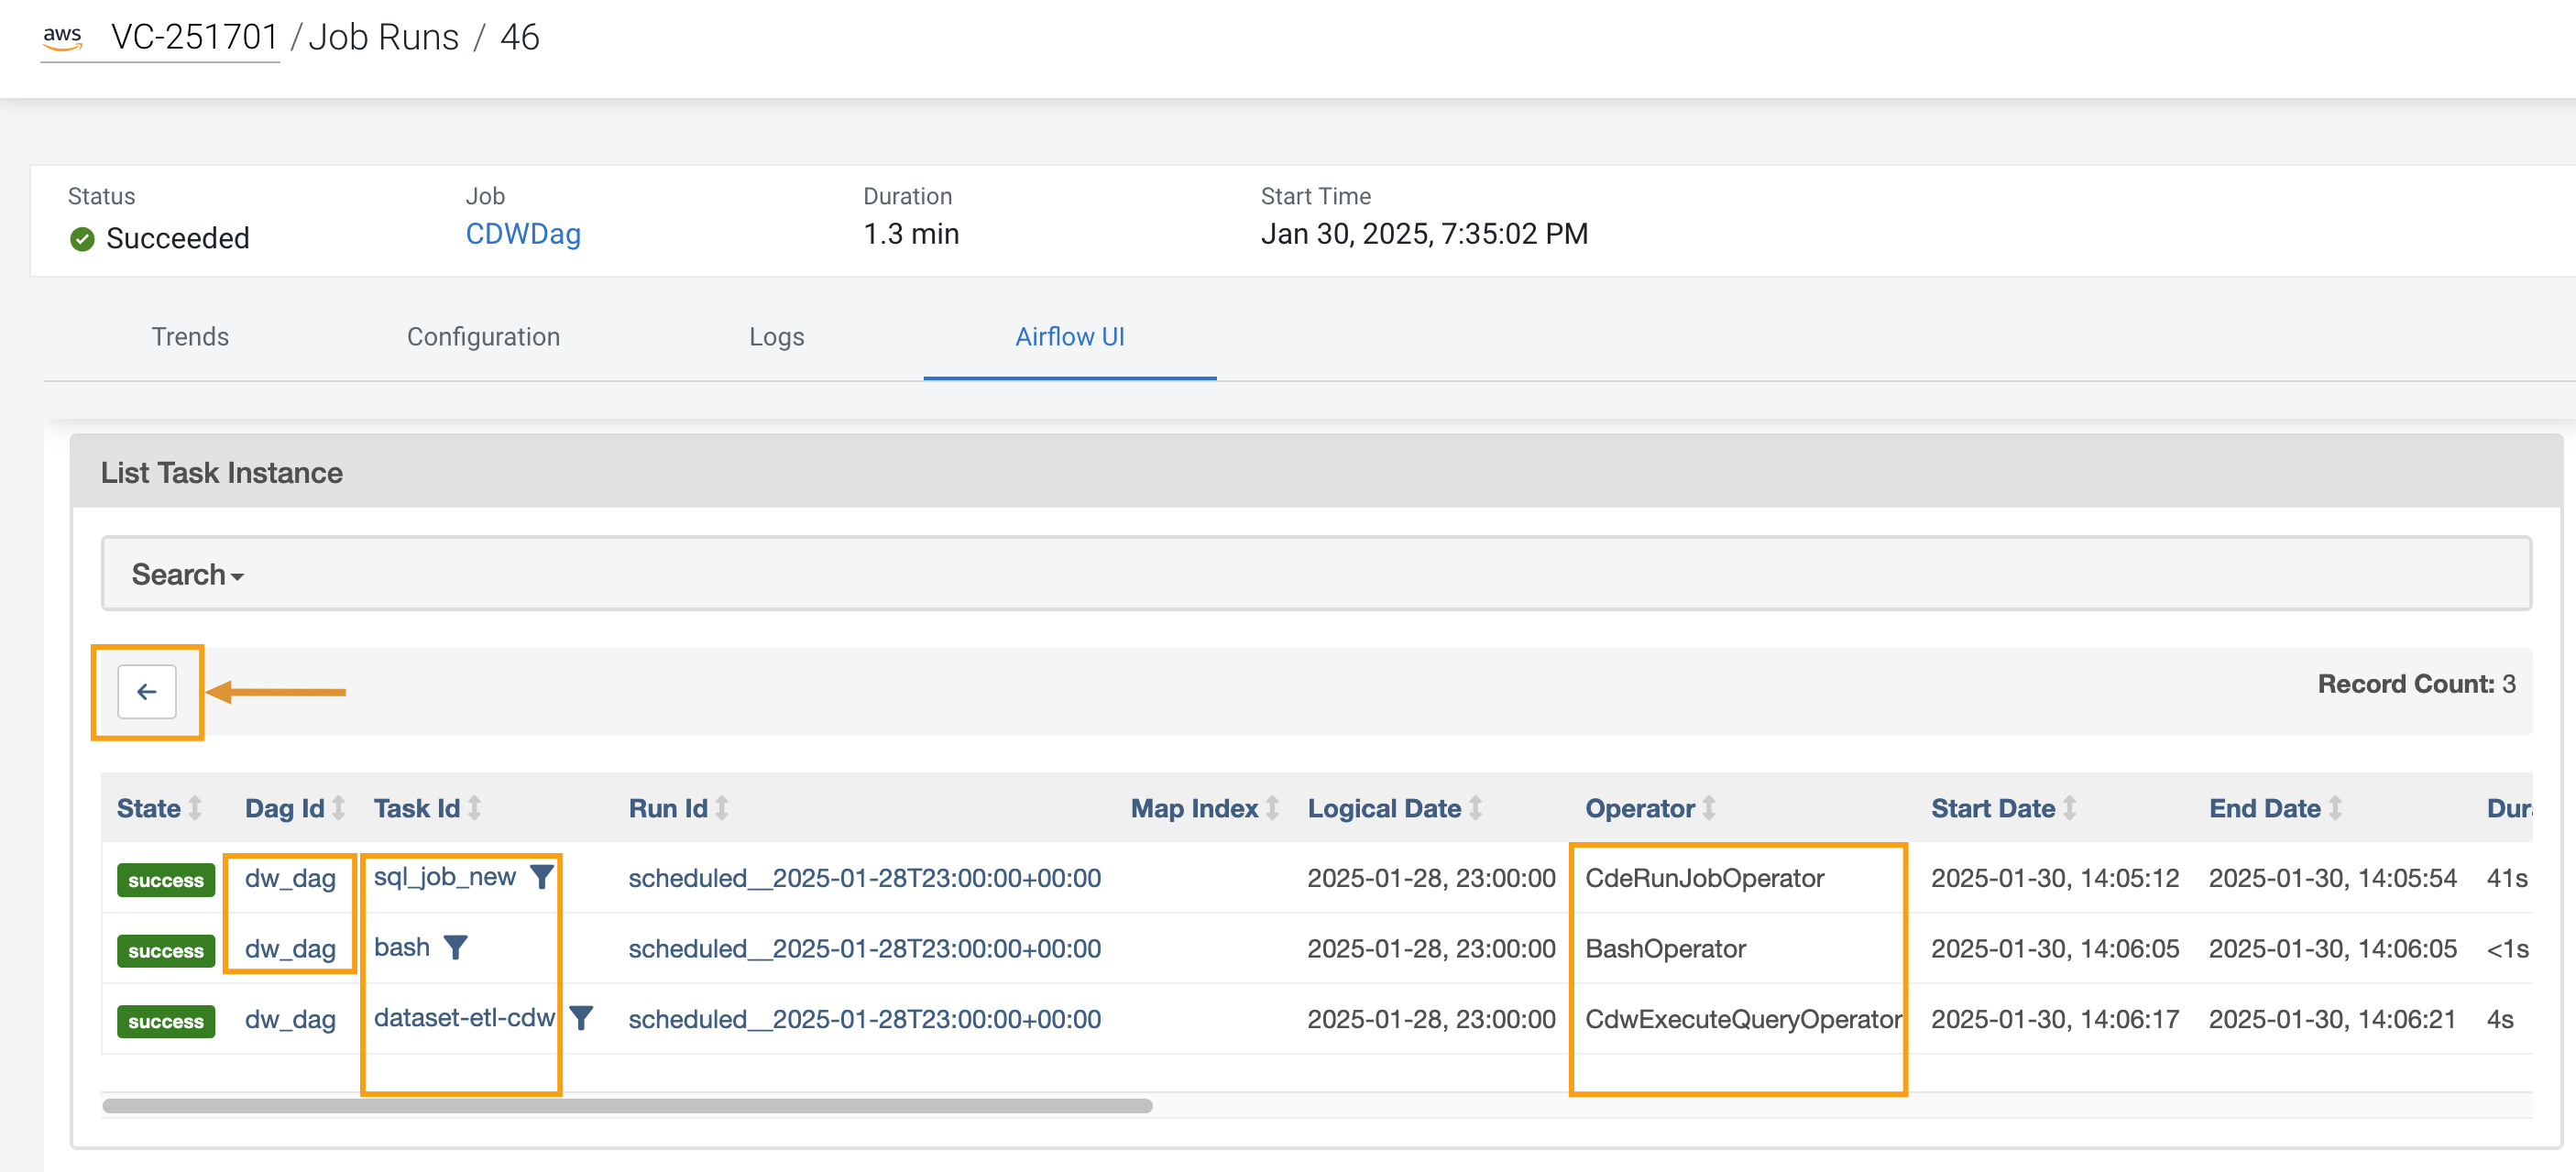 aws VC-251701 / Job Runs / 46
Status Job Duration Start Time
Succeeded CDWDag 1.3 min Jan 30, 2025, 7:35:02 PM
Trends Configuration Logs Airflow UI
List Task Instance
Search
Record Count: 3
State Dag Id Task Id Run Id Map Index Logical Date Operator Start Date End Date Dura
success dw_dag sql_job_new scheduled__2025-01-28T23:00:00+00:00 2025-01-28, 23:00:00 CdeRunJobOperator 2025-01-30, 14:05:12 2025-01-30, 14:05:54 41s
success dw_dag bash scheduled__2025-01-28T23:00:00+00:00 2025-01-28, 23:00:00 BashOperator 2025-01-30, 14:06:05 2025-01-30, 14:06:05 <1s
success dw_dag dataset-etl-cdw scheduled__2025-01-28T23:00:00+00:00 2025-01-28, 23:00:00 CdwExecuteQueryOperator 2025-01-30, 14:06:17 2025-01-30, 14:06:21 4s